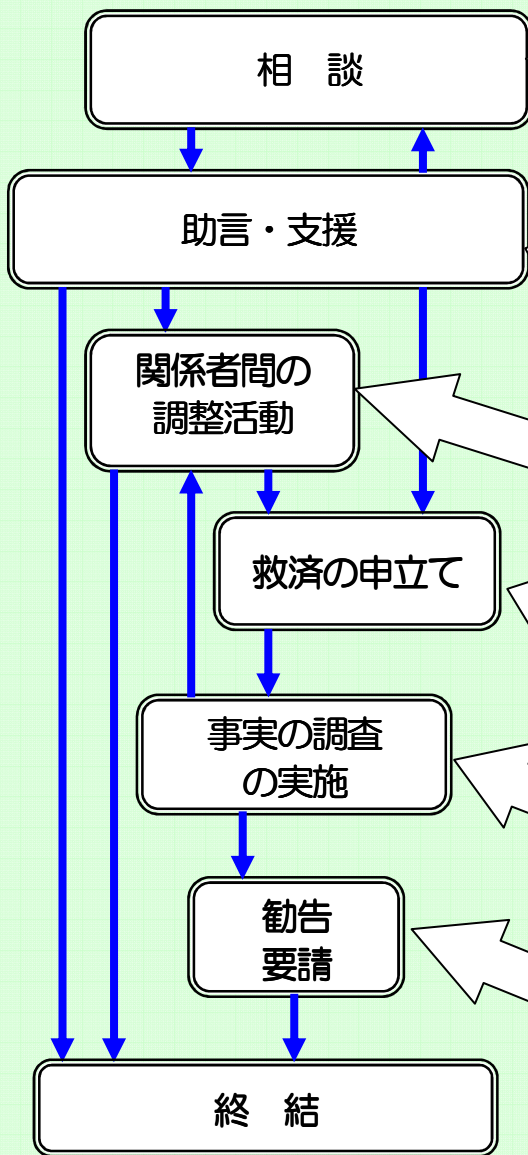 相　談
助言・支援
関係者間の
調整活動
救済の申立て
事実の調査
の実施
勧告
要請
終　結